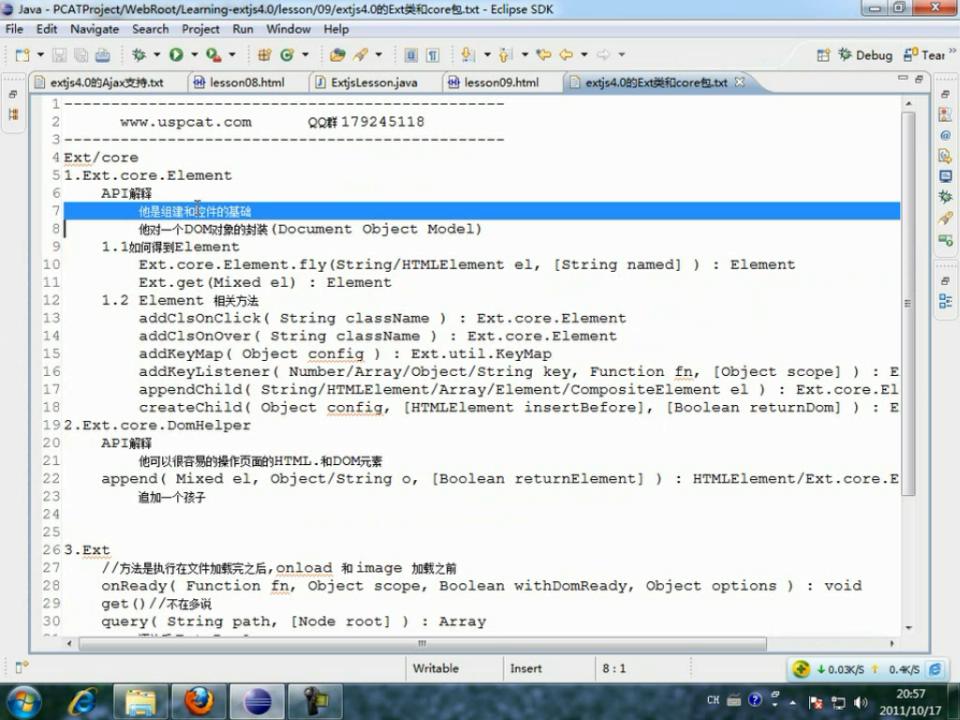 Java - PCATProject/WebRoot/Learning-extjs4.0/lesson/09/extjs4.0的Ext类和core包.txt - Eclipse SDK
File Edit Navigate Search Project Run Window Help
Debug Tear »
extjs4.0的Ajax支持.txt lesson08.html ExtjsLesson.java lesson09.html extjs4.0的Ext类和core包.txt
1 ------------------------------------------------
2 www.uspcat.com QQ群179245118
3 ------------------------------------------------
4 Ext/core
5 1.Ext.core.Element
6 API解释
7 他是组建和控件的基础
8 他对一个DOM对象的封装(Document Object Model)
9 1.1如何得到Element
10 Ext.core.Element.fly(String/HTMLElement el, [String named] ) : Element
11 Ext.get(Mixed el) : Element
12 1.2 Element 相关方法
13 addClsOnClick( String className ) : Ext.core.Element
14 addClsOnOver( String className ) : Ext.core.Element
15 addKeyMap( Object config ) : Ext.util.KeyMap
16 addKeyListener( Number/Array/Object/String key, Function fn, [Object scope] ) : E
17 appendChild( String/HTMLElement/Array/Element/CompositeElement el ) : Ext.core.El
18 createChild( Object config, [HTMLElement insertBefore], [Boolean returnDom] ) : E
19 2.Ext.core.DomHelper
20 API解释
21 他可以很容易的操作页面的HTML.和DOM元素
22 append( Mixed el, Object/String o, [Boolean returnElement] ) : HTMLElement/Ext.core.E
23 追加一个孩子
24
25
26 3.Ext
27 //方法是执行在文件加载完之后,onload 和 image 加载之前
28 onReady( Function fn, Object scope, Boolean withDomReady, Object options ) : void
29 get()//不在多说
30 query( String path, [Node root] ) : Array
Writable Insert 8 : 1
0.03K/S 0.4K/S
CH 20:57
2011/10/17